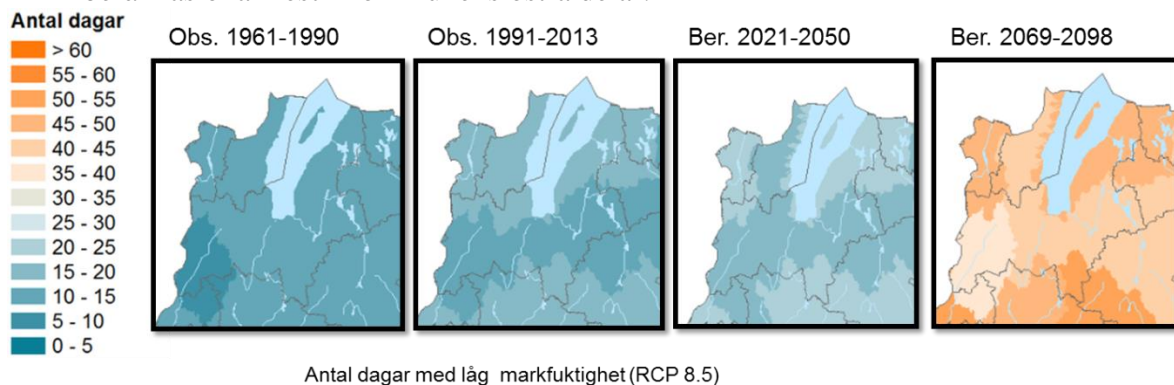 Antal dagar
> 60
55 - 60
50 - 55
45 - 50
40 - 45
35 - 40
30 - 35
25 - 30
20 - 25
15 - 20
10 - 15
5 - 10
0 - 5
Obs. 1961-1990
Obs. 1991-2013
Ber. 2021-2050
Ber. 2069-2098
Antal dagar med låg markfuktighet (RCP 8.5)